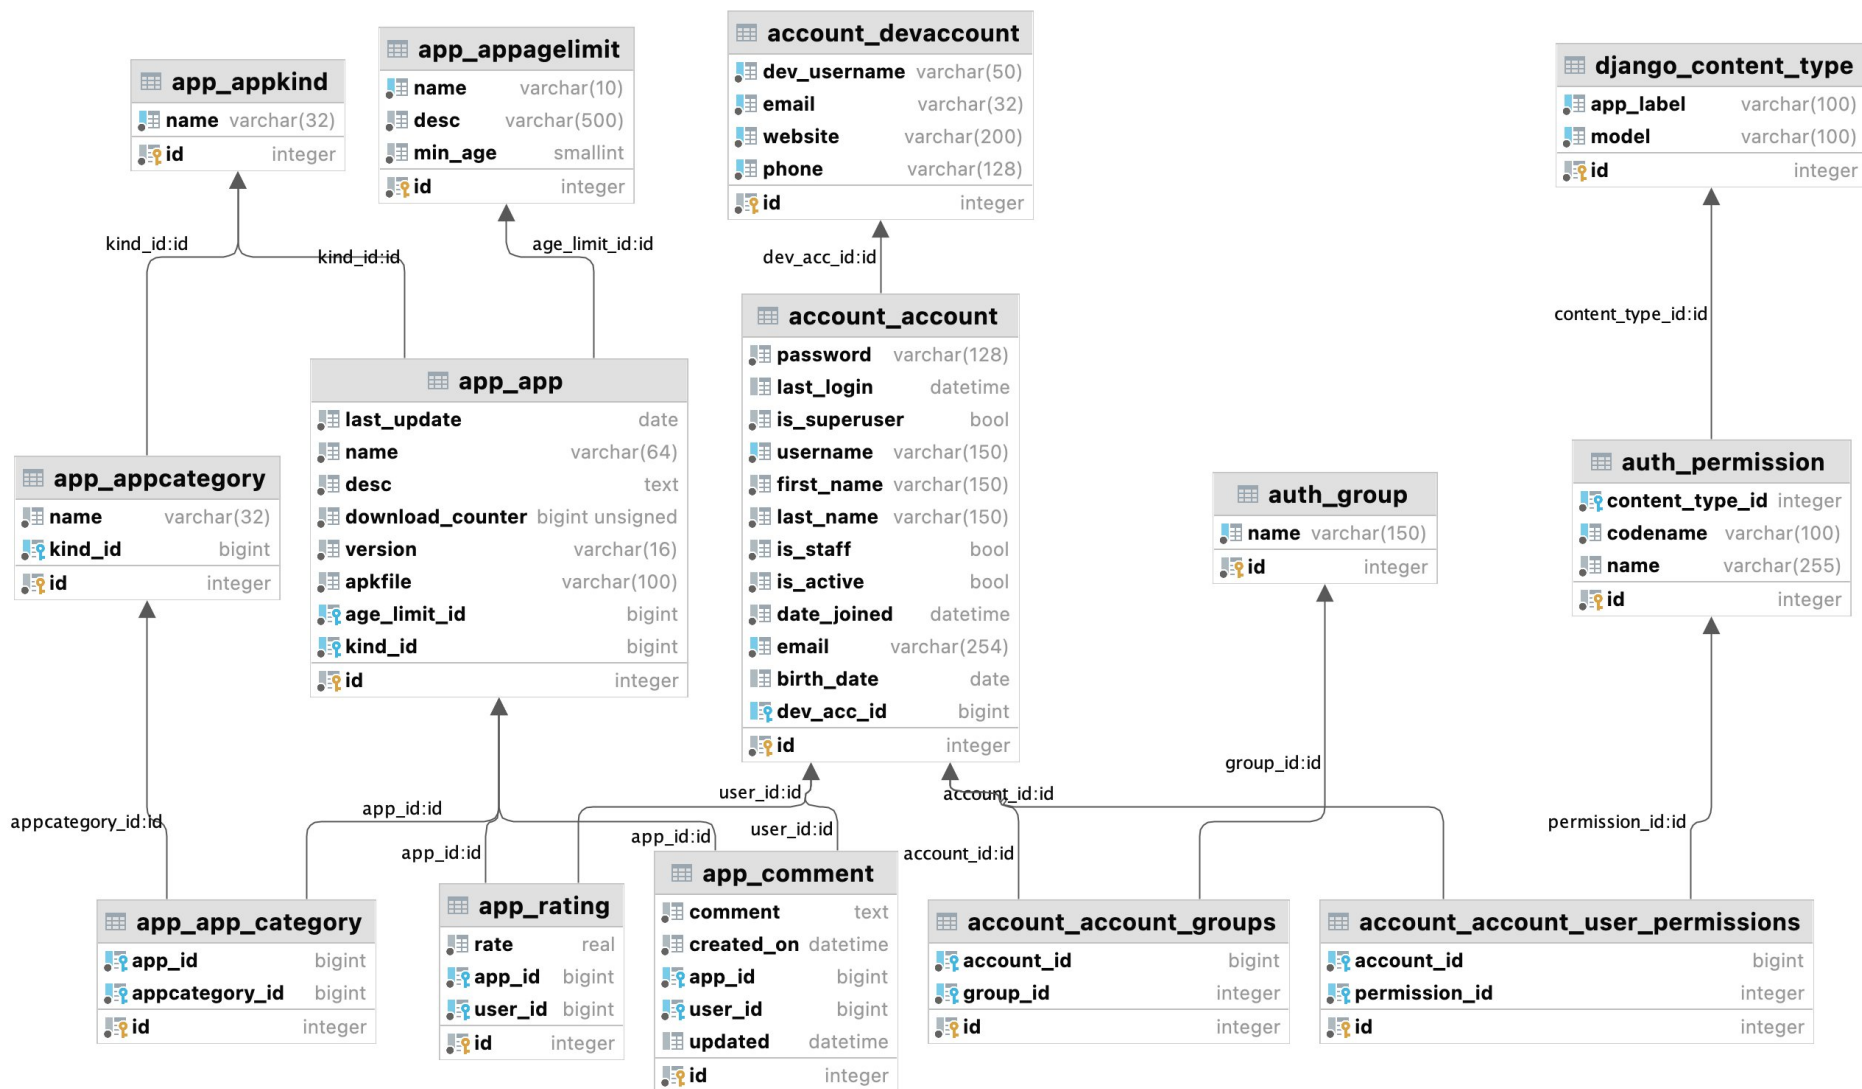 app_appkind
name varchar(32)
id integer
app_appagelimit
name varchar(10)
desc varchar(500)
min_age smallint
id integer
account_devaccount
dev_username varchar(50)
email varchar(32)
website varchar(200)
phone varchar(128)
id integer
django_content_type
app_label varchar(100)
model varchar(100)
id integer
kind_id:id
kind_id:id
age_limit_id:id
dev_acc_id:id
content_type_id:id
app_app
last_update date
name varchar(64)
desc text
download_counter bigint unsigned
version varchar(16)
apkfile varchar(100)
age_limit_id bigint
kind_id bigint
id integer
account_account
password varchar(128)
last_login datetime
is_superuser bool
username varchar(150)
first_name varchar(150)
last_name varchar(150)
is_staff bool
is_active bool
date_joined datetime
email varchar(254)
birth_date date
dev_acc_id bigint
id integer
app_appcategory
name varchar(32)
kind_id bigint
id integer
auth_group
name varchar(150)
id integer
auth_permission
content_type_id integer
codename varchar(100)
name varchar(255)
id integer
appcategory_id:id
app_id:id
app_id:id
user_id:id
app_id:id
user_id:id
account_id:id
account_id:id
group_id:id
permission_id:id
app_app_category
app_id bigint
appcategory_id bigint
id integer
app_rating
rate real
app_id bigint
user_id bigint
id integer
app_comment
comment text
created_on datetime
app_id bigint
user_id bigint
updated datetime
id integer
account_account_groups
account_id bigint
group_id integer
id integer
account_account_user_permissions
account_id bigint
permission_id integer
id integer